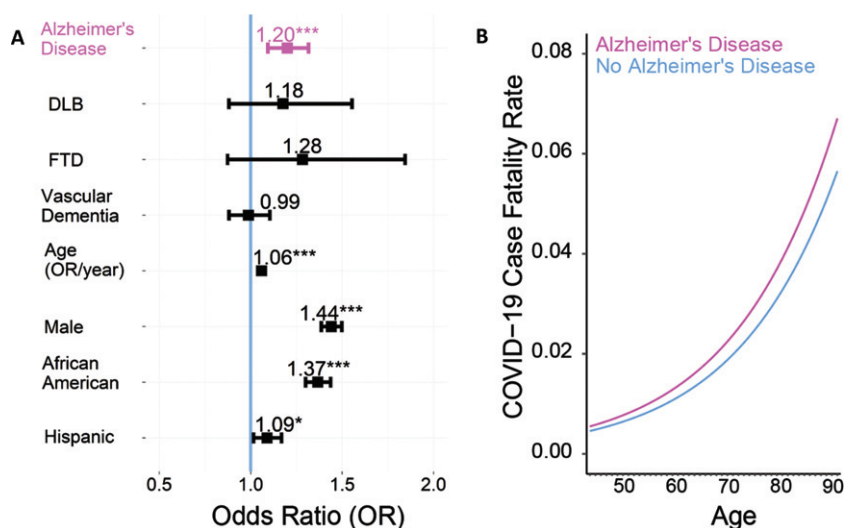 A
Alzheimer's
Disease
1.20***
DLB
1.18
FTD
1.28
Vascular
Dementia
0.99
Age
(OR/year)
1.06***
Male
1.44***
African
American
1.37***
Hispanic
1.09*
0.5 1.0 1.5 2.0
Odds Ratio (OR)
B
Alzheimer's Disease
No Alzheimer's Disease
COVID-19 Case Fatality Rate
0.08
0.06
0.04
0.02
0.00
50 60 70 80 90
Age